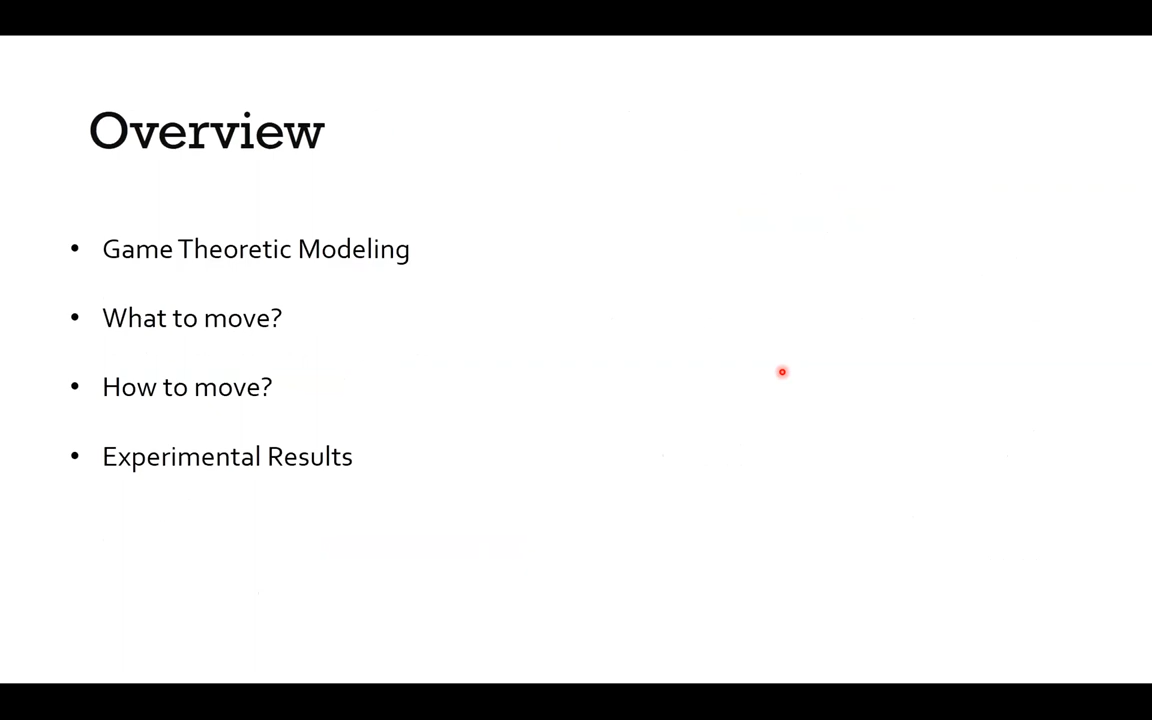 Overview
• Game Theoretic Modeling
• What to move?
• How to move?
• Experimental Results